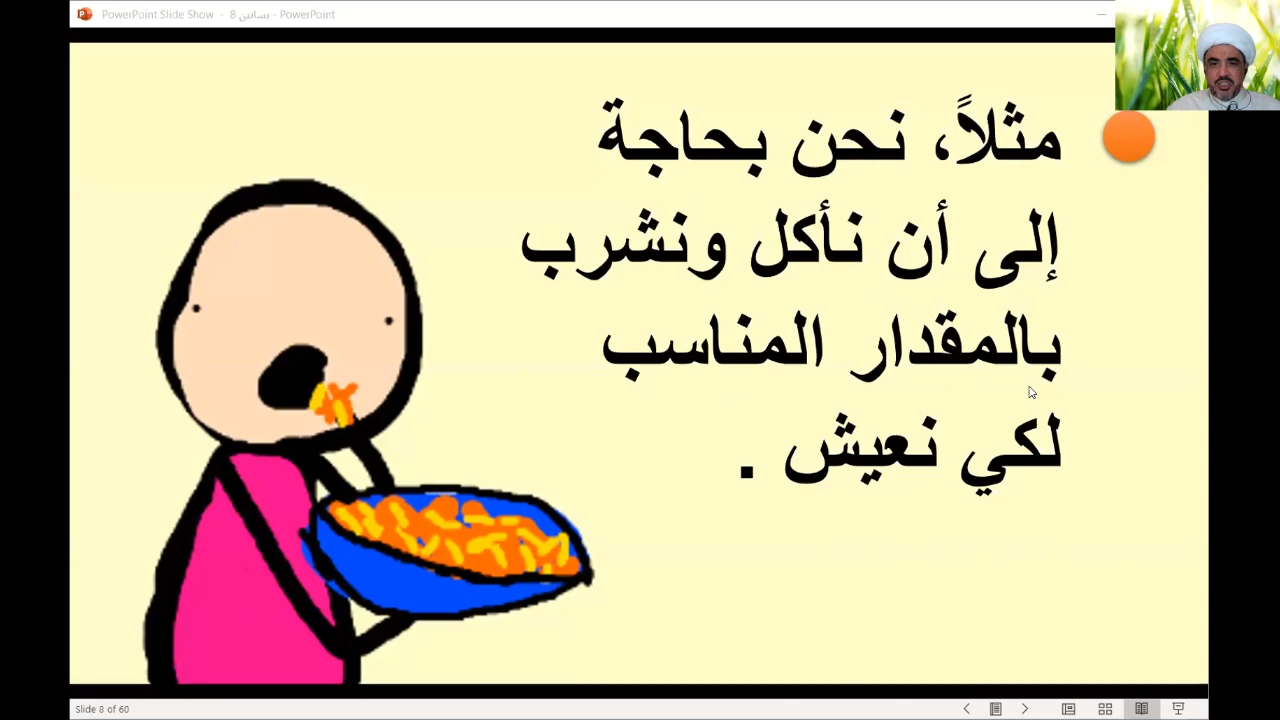 PowerPoint Slide Show - بساتين 8 - PowerPoint
مثلاً، نحن بحاجة
إلى أن نأكل ونشرب
بالمقدار المناسب
لكي نعيش .
Slide 8 of 60